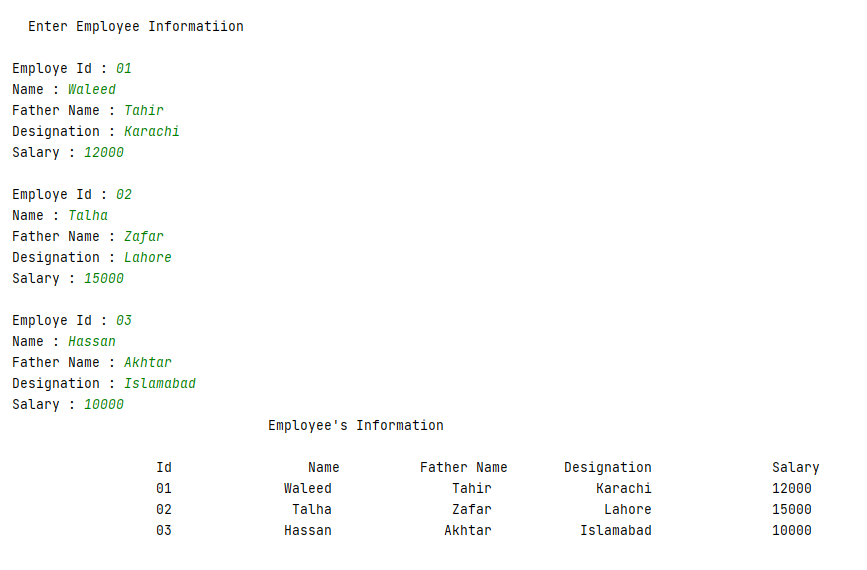 Enter Employee Informatiion
Employe Id : 01
Name : Waleed
Father Name : Tahir
Designation : Karachi
Salary : 12000
Employe Id : 02
Name : Talha
Father Name : Zafar
Designation : Lahore
Salary : 15000
Employe Id : 03
Name : Hassan
Father Name : Akhtar
Designation : Islamabad
Salary : 10000
Employee's Information
Id Name Father Name Designation Salary
01 Waleed Tahir Karachi 12000
02 Talha Zafar Lahore 15000
03 Hassan Akhtar Islamabad 10000